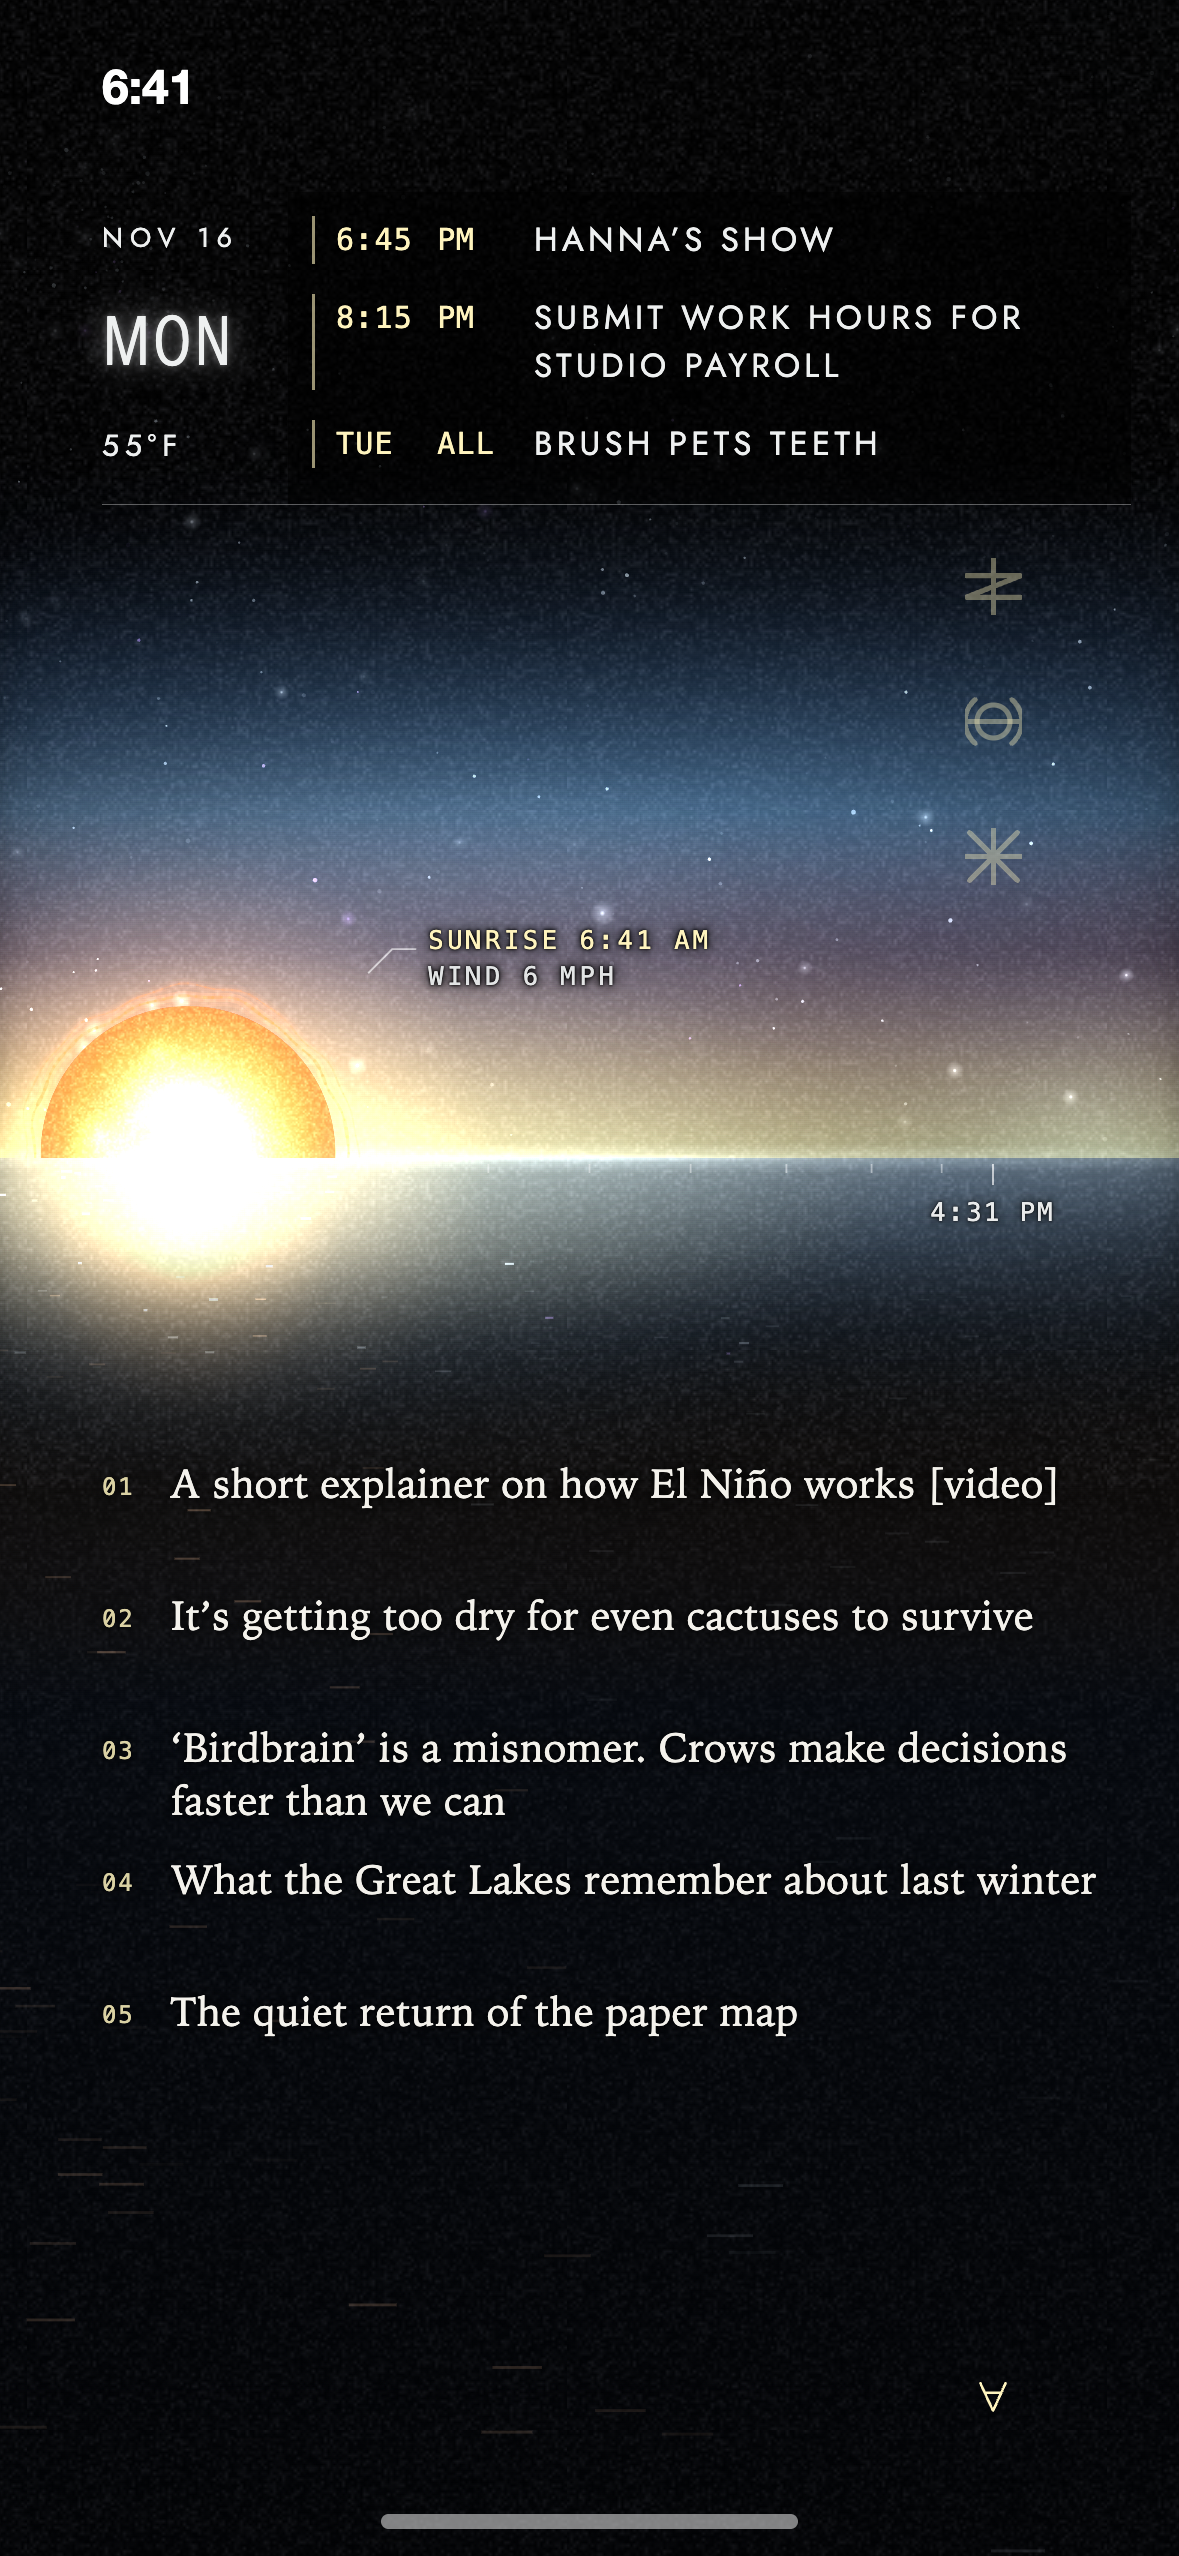 6:41
NOV 16
MON
55°F
6:45 PM HANNA’S SHOW
8:15 PM SUBMIT WORK HOURS FOR
STUDIO PAYROLL
TUE ALL BRUSH PETS TEETH
SUNRISE 6:41 AM
WIND 6 MPH
4:31 PM
01 A short explainer on how El Niño works [video]
02 It’s getting too dry for even cactuses to survive
03 ‘Birdbrain’ is a misnomer. Crows make decisions
faster than we can
04 What the Great Lakes remember about last winter
05 The quiet return of the paper map